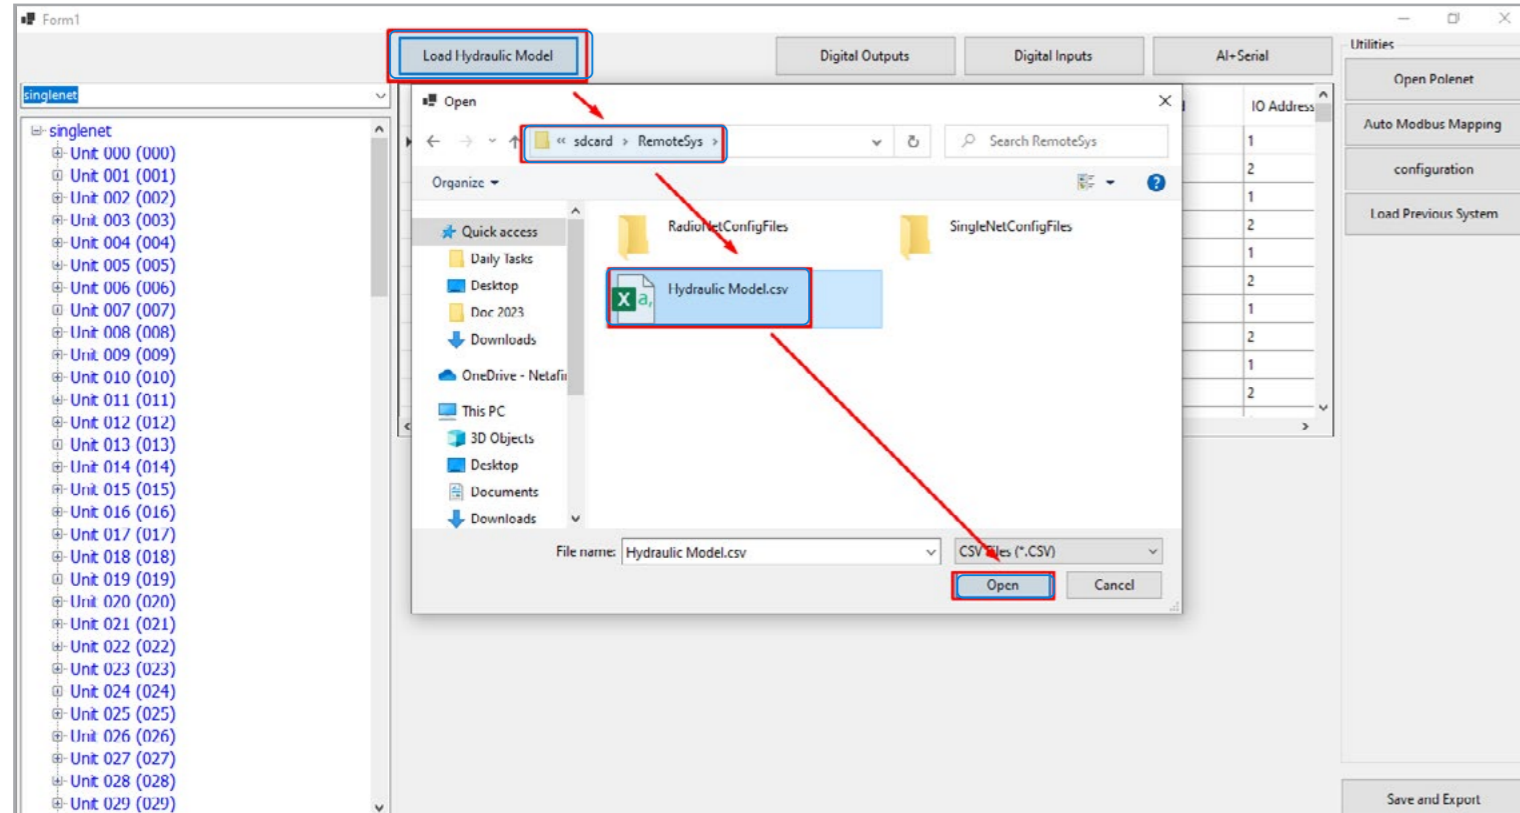 Form1
Load Hydraulic Model
Digital Outputs
Digital Inputs
AI+Serial
Utilities
Open Polenet
Auto Modbus Mapping
configuration
Load Previous System
Save and Export
singlenet
singlenet
Unit 000 (000)
Unit 001 (001)
Unit 002 (002)
Unit 003 (003)
Unit 004 (004)
Unit 005 (005)
Unit 006 (006)
Unit 007 (007)
Unit 008 (008)
Unit 009 (009)
Unit 010 (010)
Unit 011 (011)
Unit 012 (012)
Unit 013 (013)
Unit 014 (014)
Unit 015 (015)
Unit 016 (016)
Unit 017 (017)
Unit 018 (018)
Unit 019 (019)
Unit 020 (020)
Unit 021 (021)
Unit 022 (022)
Unit 023 (023)
Unit 024 (024)
Unit 025 (025)
Unit 026 (026)
Unit 027 (027)
Unit 028 (028)
Unit 029 (029)
Open
« sdcard > RemoteSys >
Search RemoteSys
Organize
Quick access
Daily Tasks
Desktop
Doc 2023
Downloads
OneDrive - Netafi
This PC
3D Objects
Desktop
Documents
Downloads
RadioNetConfigFiles
SingleNetConfigFiles
Hydraulic Model.csv
File name: Hydraulic Model.csv
CSV Files (*.CSV)
Open
Cancel
IO Address
1
2
1
2
1
2
1
2
1
2